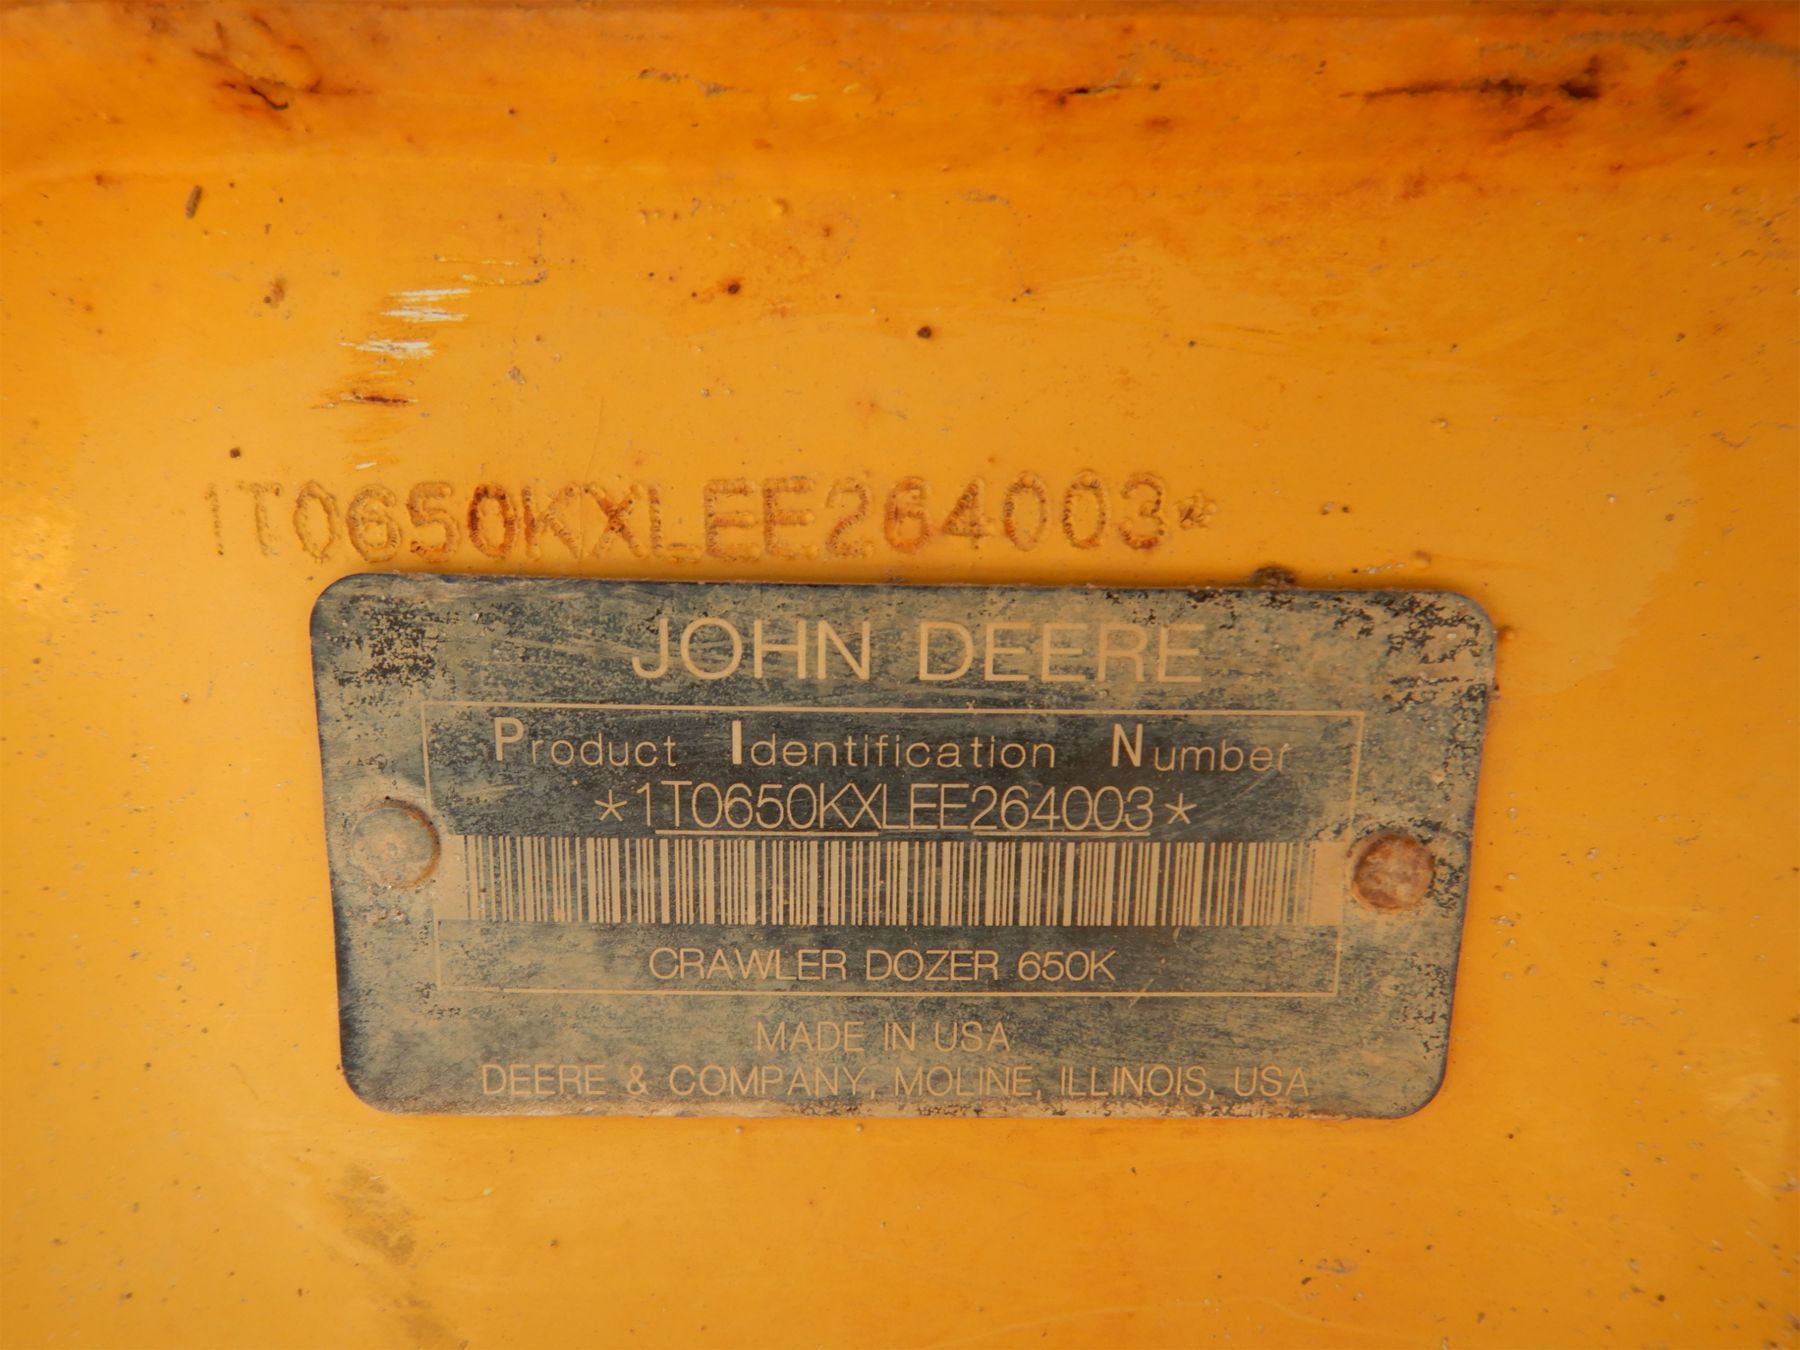 1T0650KXLEE264003*
JOHN DEERE
Product Identification Number
*1T0650KXLEE264003*
CRAWLER DOZER 650K
MADE IN USA
DEERE & COMPANY, MOLINE, ILLINOIS, USA